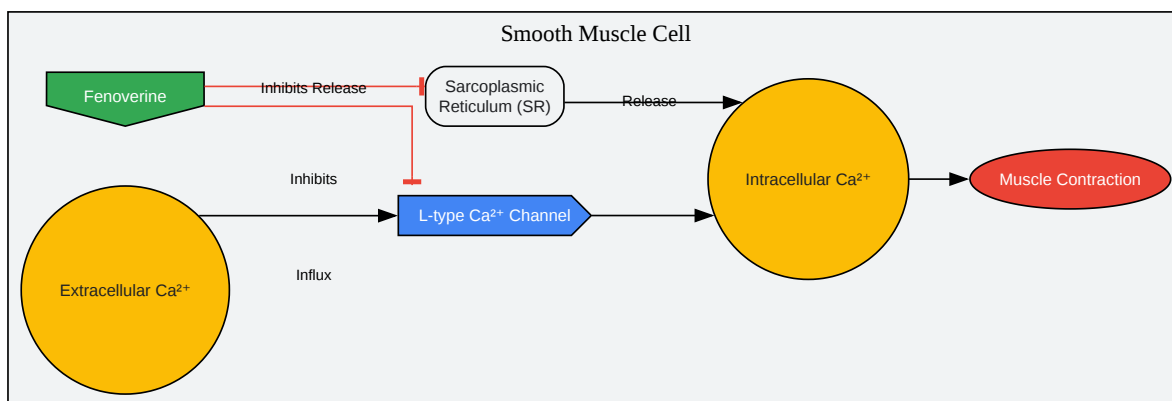 Smooth Muscle Cell
Fenoverine
Inhibits Release
Sarcoplasmic
Reticulum (SR)
Release
Intracellular Ca²⁺
Muscle Contraction
Inhibits
L-type Ca²⁺ Channel
Influx
Extracellular Ca²⁺